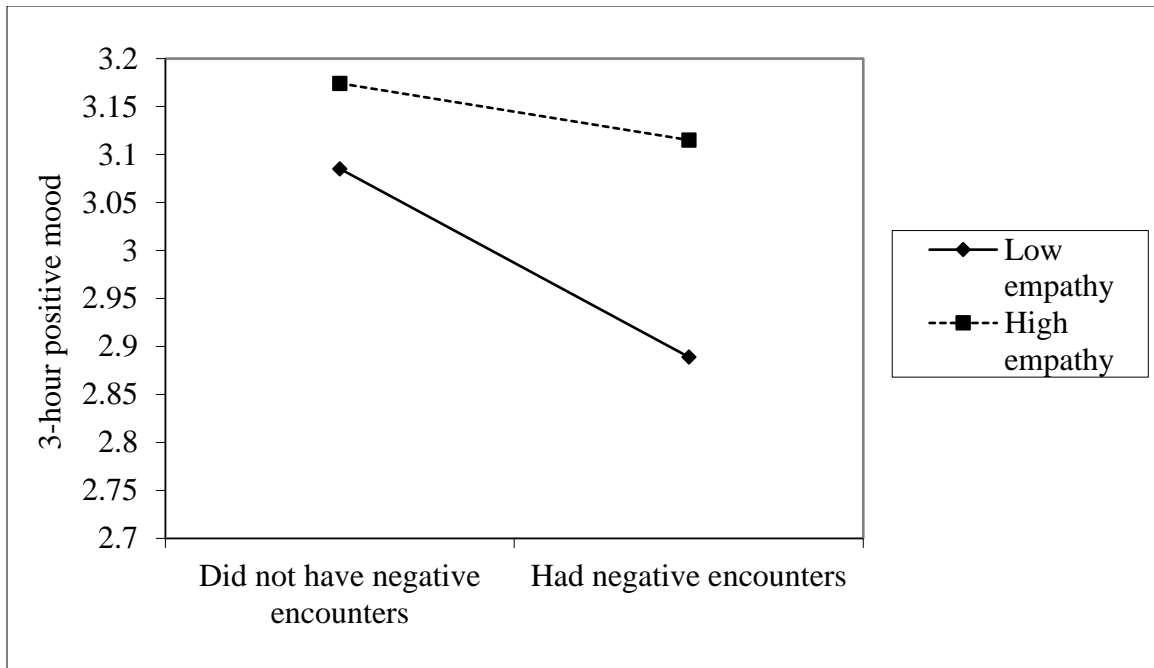 3.2
3.15
3.1
3.05
3
2.95
2.9
2.85
2.8
2.75
2.7
3-hour positive mood
Did not have negative
encounters
Had negative encounters
Low
empathy
High
empathy